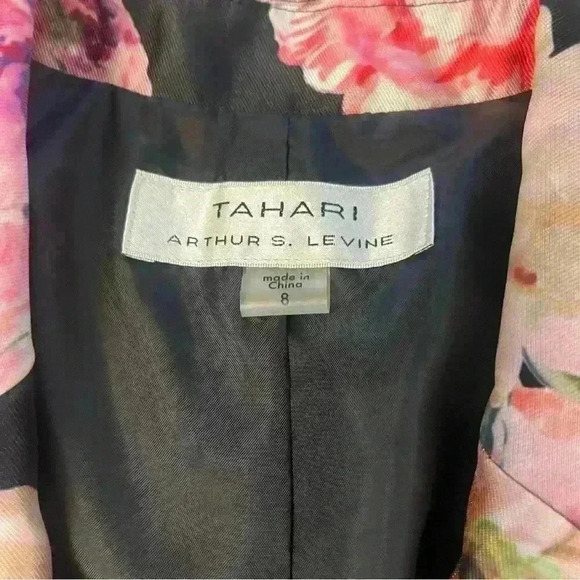 TAHARI
ARTHUR S. LEVINE
made in
China
8